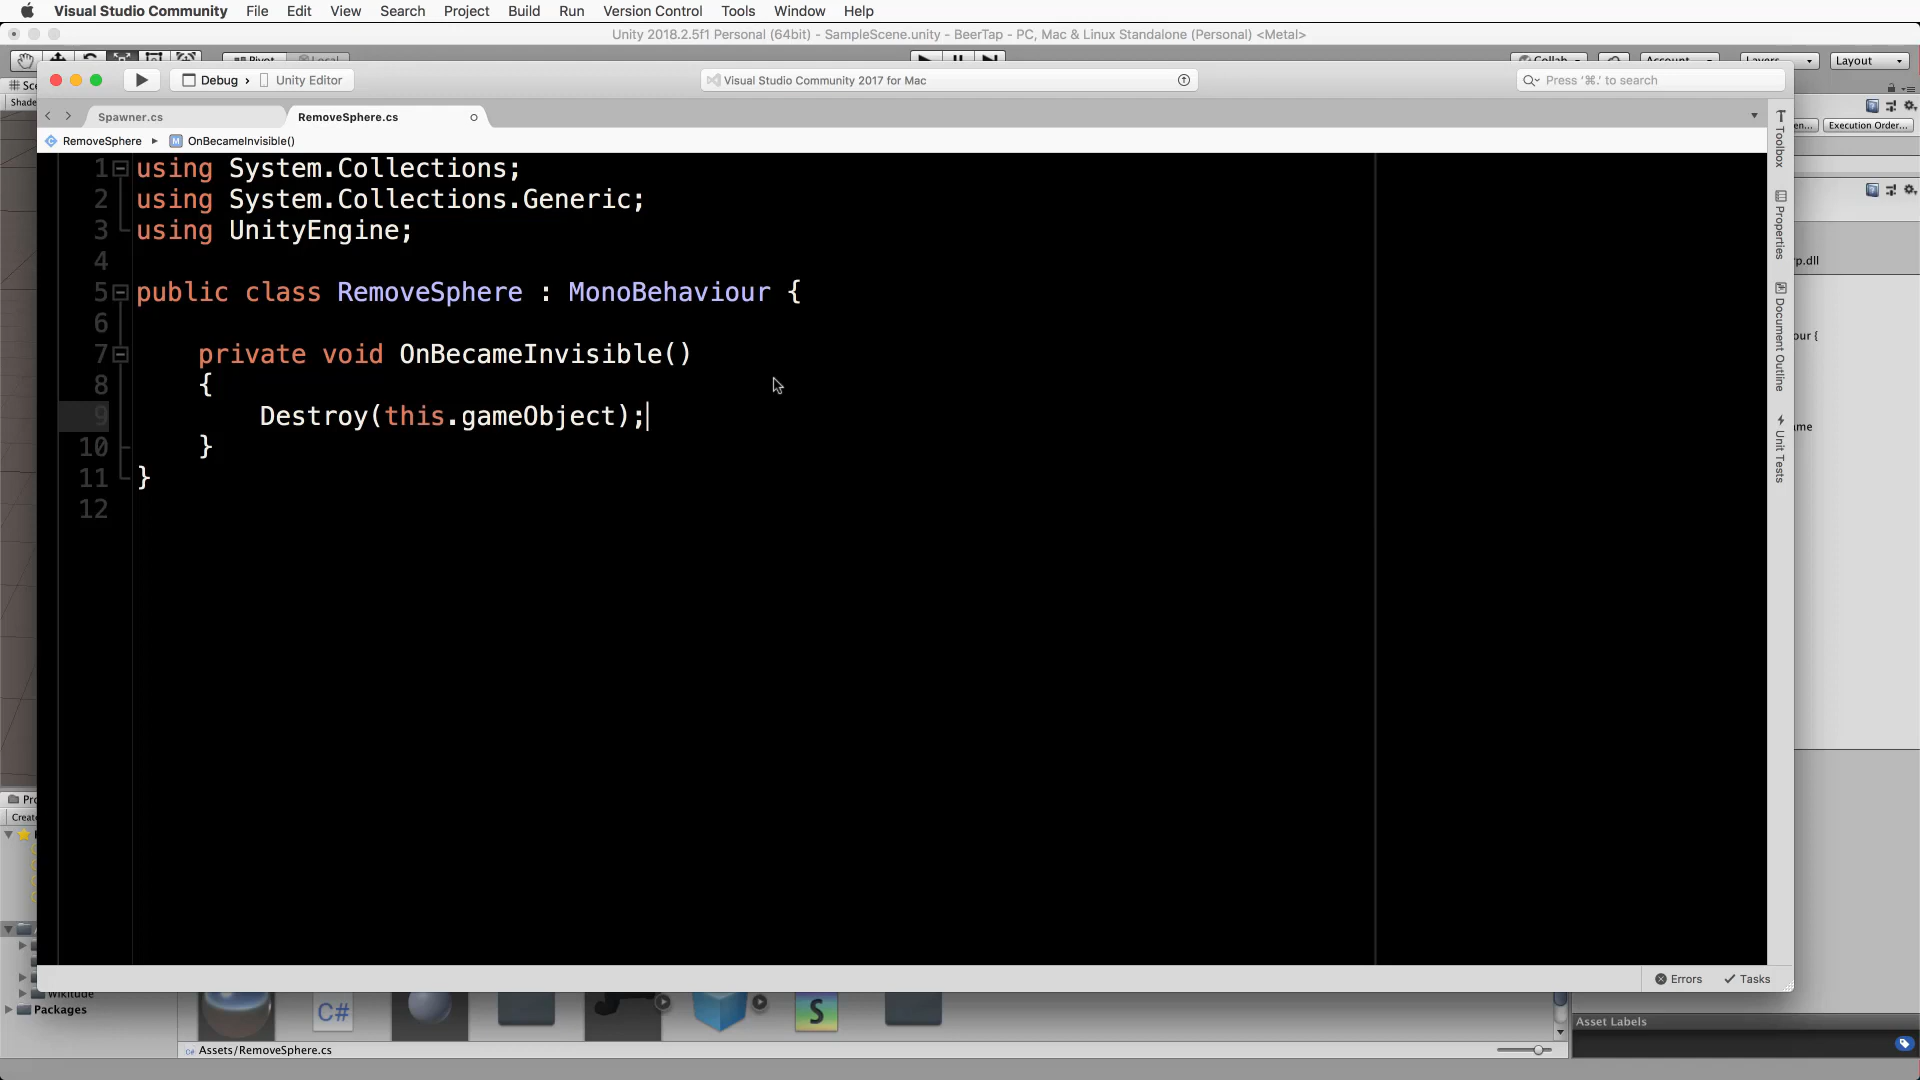 Visual Studio Community File Edit View Search Project Build Run Version Control Tools Window Help
Unity 2018.2.5f1 Personal (64bit) - SampleScene.unity - BeerTap - PC, Mac & Linux Standalone (Personal) <Metal>
Layout
Debug › Unity Editor
Visual Studio Community 2017 for Mac
Press '⌘.' to search
Spawner.cs
RemoveSphere.cs
Execution Order...
RemoveSphere ▸ OnBecameInvisible()
1 using System.Collections;
2 using System.Collections.Generic;
3 using UnityEngine;
4
5 public class RemoveSphere : MonoBehaviour {
6
7 private void OnBecameInvisible()
8 {
9 Destroy(this.gameObject);
10 }
11 }
12
Toolbox
Properties
Document Outline
Unit Tests
rp.dll
our {
ame
Errors Tasks
Wikitude
Packages
C#
S
Assets/RemoveSphere.cs
Asset Labels